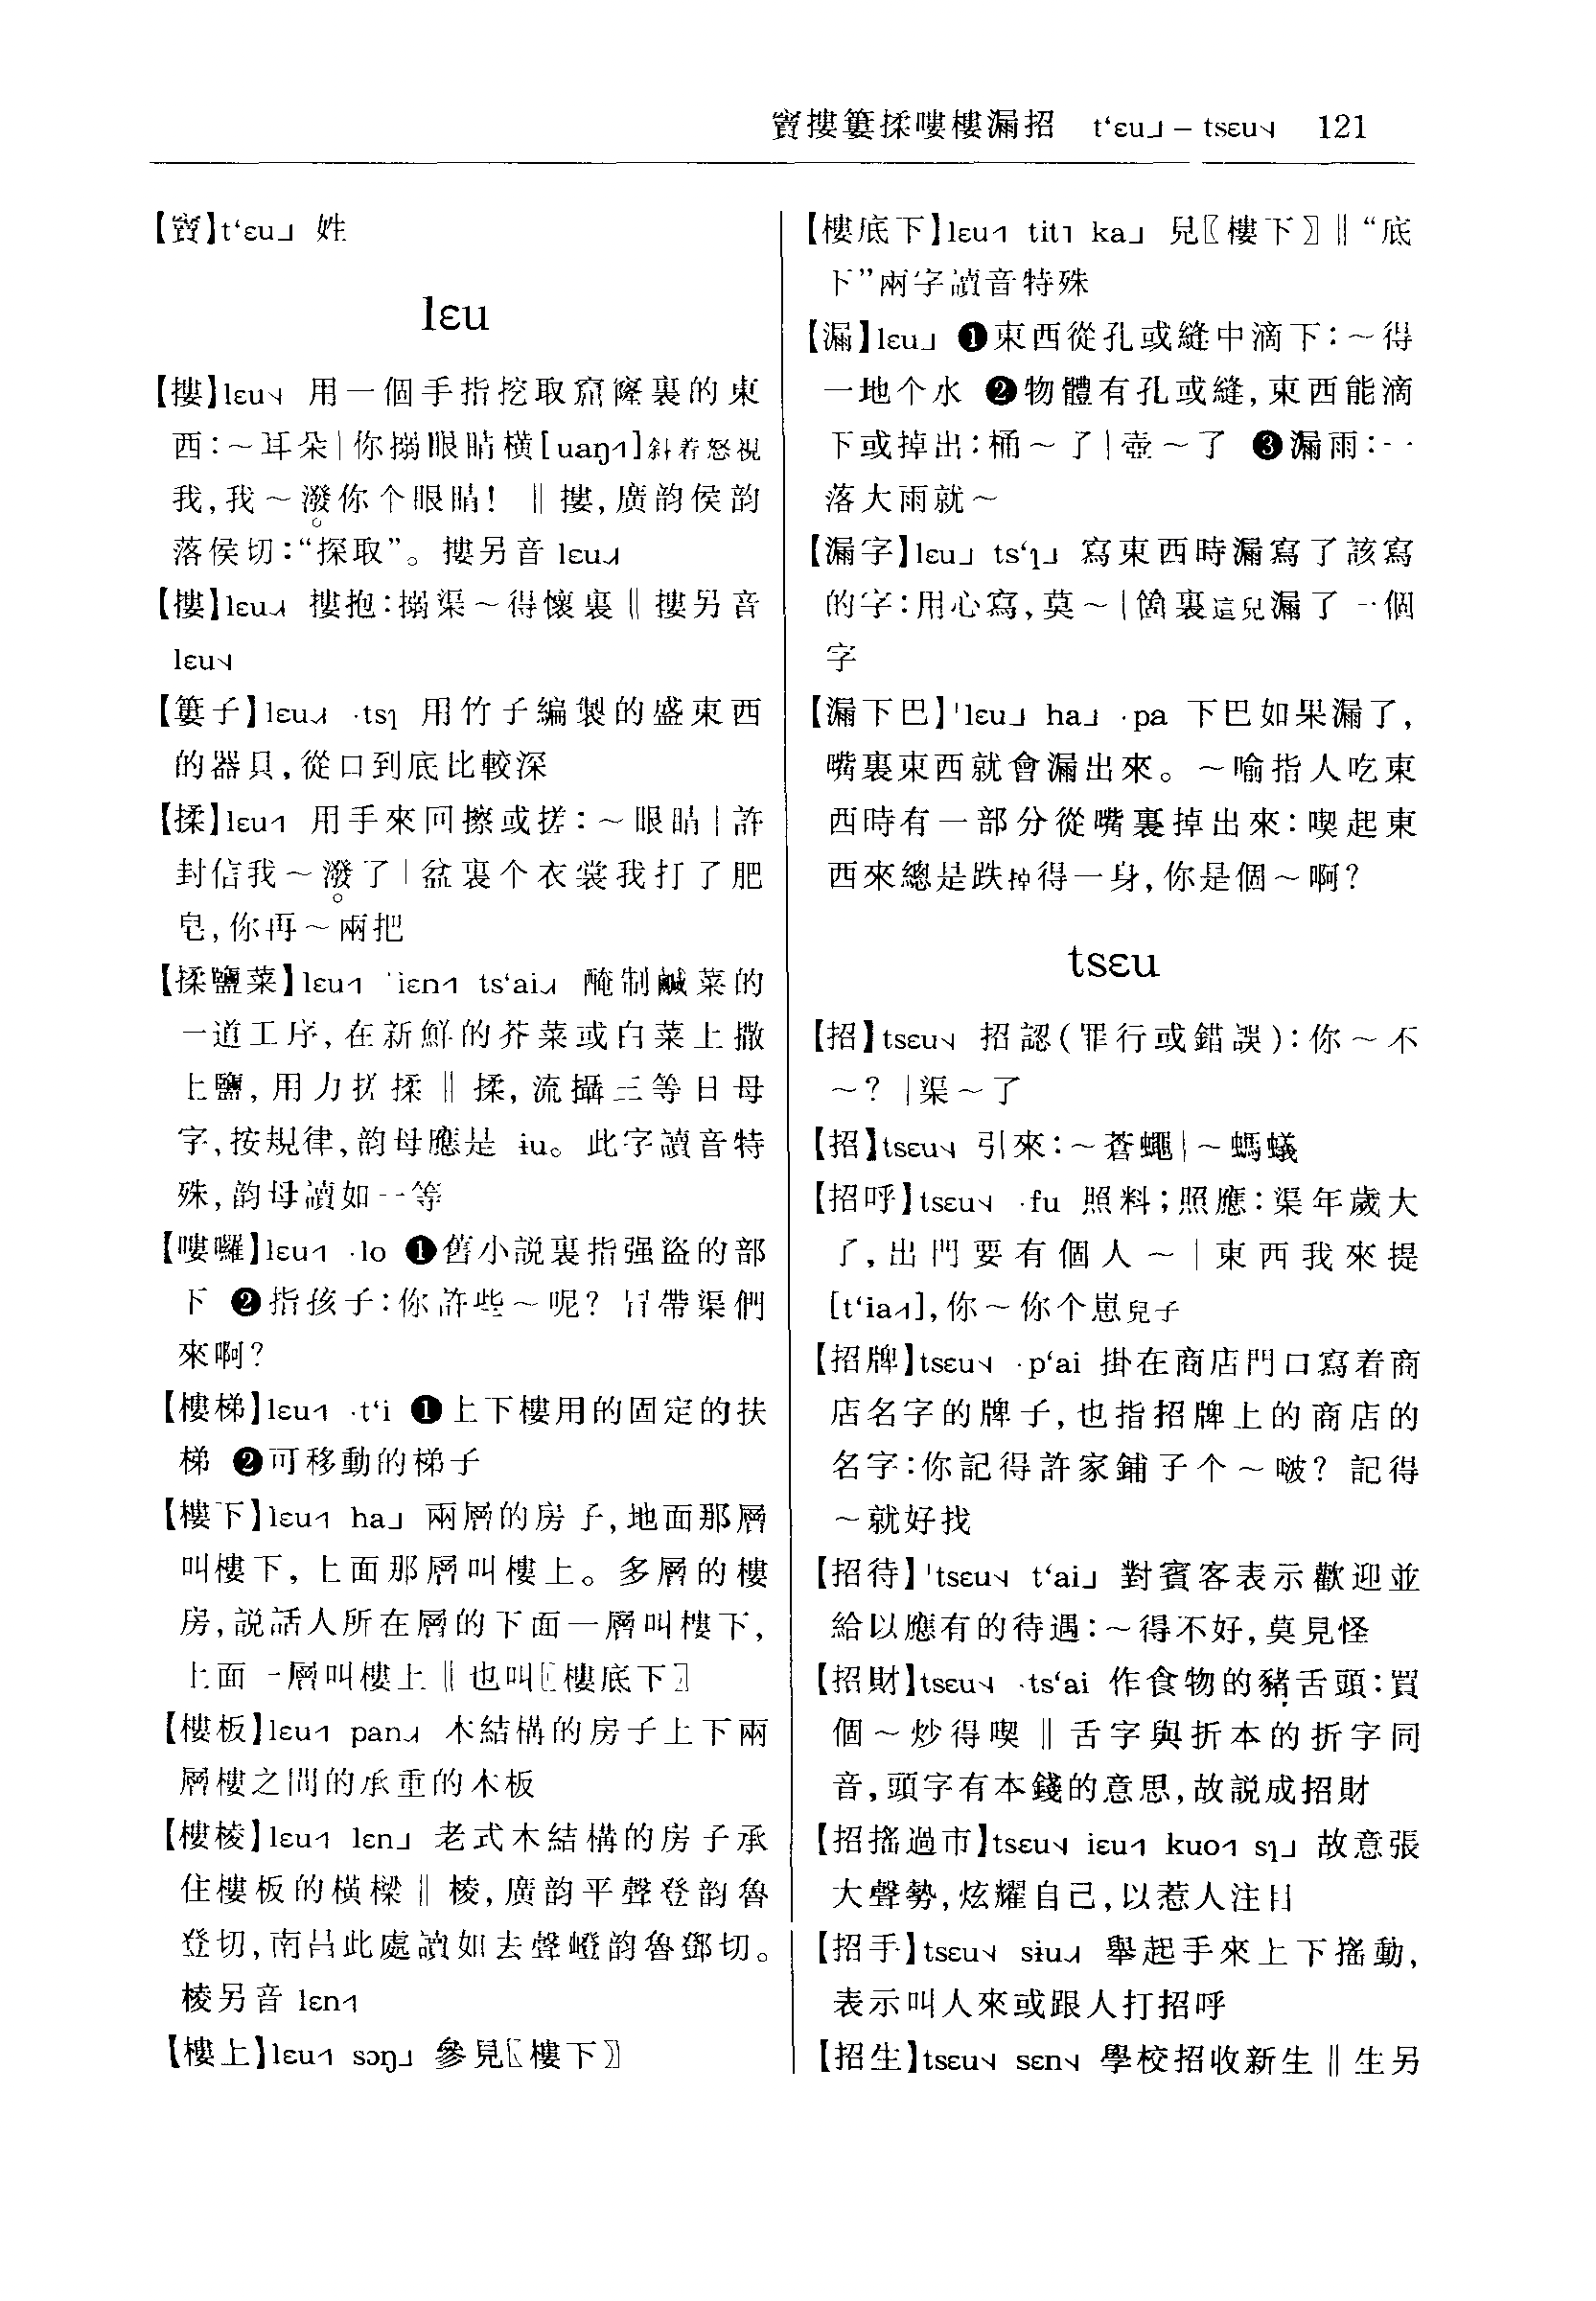 竇摟簍揉嘍樓漏招 t‘ɛu˩ – tsɛu˦˨ 121
【竇】t‘ɛu˩ 姓
lɛu
【摟】lɛu˦˨ 用一個手指挖取窟窿裏的東
西:～耳朵|你搦眼睛橫[uaŋ˦˥]斜着怒視
我,我～潑你个眼睛! ‖摟,廣韵侯韵
落侯切:“探取”。摟另音 lɛu˨˩˧
【摟】lɛu˨˩˧ 摟抱:搦渠～得懷裏‖摟另音
lɛu˦˨
【簍子】lɛu˨˩˧ ·tsɿ 用竹子編製的盛東西
的器具,從口到底比較深
【揉】lɛu˦˥ 用手來回擦或搓:～眼睛|許
封信我～潑了|盆裏个衣裳我打了肥
皂,你再～兩把
【揉鹽菜】lɛu˦˥ ˈiɛn˦˥ ts‘ai˨˩˧ 醃制鹹菜的
一道工序,在新鮮的芥菜或白菜上撒
上鹽,用力搓揉‖揉,流攝三等日母
字,按規律,韵母應是 ɨu。此字讀音特
殊,韵母讀如一等
【嘍囉】lɛu˦˥ ·lo ❶舊小説裏指强盗的部
下 ❷指孩子:你許些～呢? 冒帶渠們
來啊?
【樓梯】lɛu˦˥ ·t‘i ❶上下樓用的固定的扶
梯 ❷可移動的梯子
【樓下】lɛu˦˥ ha˩ 兩層的房子,地面那層
叫樓下,上面那層叫樓上。多層的樓
房,説話人所在層的下面一層叫樓下,
上面一層叫樓上‖也叫〖樓底下〗
【樓板】lɛu˦˥ pan˨˩˧ 木結構的房子上下兩
層樓之間的承重的木板
【樓棱】lɛu˦˥ lɛn˩ 老式木結構的房子承
住樓板的橫樑‖棱,廣韵平聲登韵魯
登切,南昌此處讀如去聲嶝韵魯鄧切。
棱另音 lɛn˦˥
【樓上】lɛu˦˥ sɔŋ˩ 參見〖樓下〗
【樓底下】lɛu˦˥ tit˥ ka˩ 見〖樓下〗‖“底
下”兩字讀音特殊
【漏】lɛu˩ ❶東西從孔或縫中滴下:～得
一地个水 ❷物體有孔或縫,東西能滴
下或掉出:桶～了|壺～了 ❸漏雨:一
落大雨就～
【漏字】lɛu˩ ts‘ɿ˩ 寫東西時漏寫了該寫
的字:用心寫,莫～|箇裏這兒漏了一個
字
【漏下巴】ˈlɛu˩ ha˩ ·pa 下巴如果漏了,
嘴裏東西就會漏出來。～喻指人吃東
西時有一部分從嘴裏掉出來:喫起東
西來總是跌掉得一身,你是個～啊?
tsɛu
【招】tsɛu˦˨ 招認(罪行或錯誤):你～不
～? |渠～了
【招】tsɛu˦˨ 引來:～蒼蠅|～螞蟻
【招呼】tsɛu˦˨ ·fu 照料;照應:渠年歲大
了,出門要有個人～|東西我來提
[t‘ia˨˩˧],你～你个崽兒子
【招牌】tsɛu˦˨ ·p‘ai 掛在商店門口寫着商
店名字的牌子,也指招牌上的商店的
名字:你記得許家鋪子个～啵? 記得
～就好找
【招待】ˈtsɛu˦˨ t‘ai˩ 對賓客表示歡迎並
給以應有的待遇:～得不好,莫見怪
【招財】tsɛu˦˨ ·ts‘ai 作食物的豬舌頭:買
個～炒得喫‖舌字與折本的折字同
音,頭字有本錢的意思,故説成招財
【招搖過市】tsɛu˦˨ iɛu˦˥ kuo˦˥ sɿ˩ 故意張
大聲勢,炫耀自己,以惹人注目
【招手】tsɛu˦˨ sɨu˨˩˧ 舉起手來上下搖動,
表示叫人來或跟人打招呼
【招生】tsɛu˦˨ sɛn˦˨ 學校招收新生‖生另